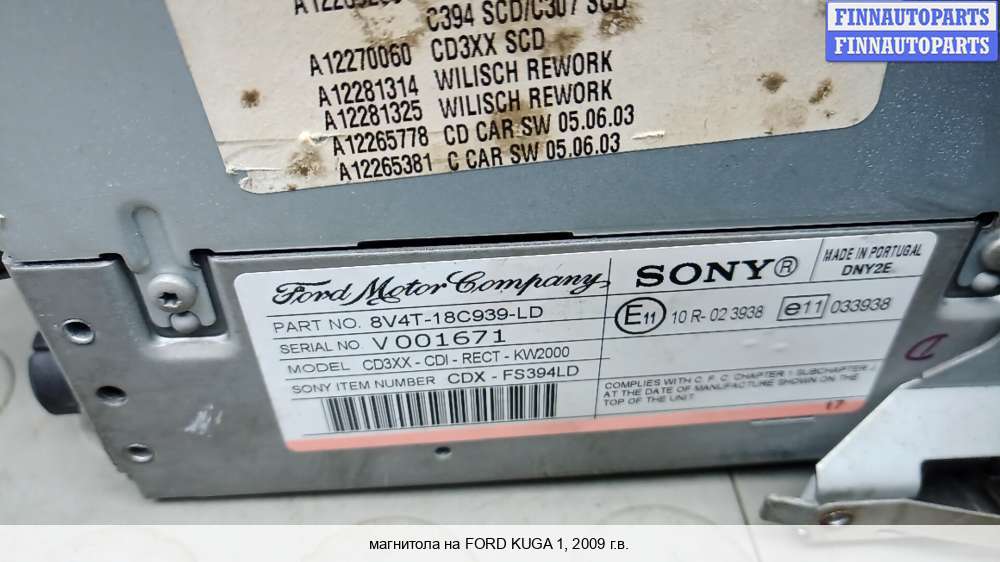 FINNAUTOPARTS
FINNAUTOPARTS
C394 SCD/C307 SCD
A12270060 CD3XX SCD
A12281314 WILISCH REWORK
A12281325 WILISCH REWORK
A12265778 CD CAR SW 05.06.03
A12265381 C CAR SW 05.06.03
Ford Motor Company
PART NO. 8V4T-18C939-LD
SERIAL NO. V001671
MODEL CD3XX - CDI - RECT - KW2000
SONY ITEM NUMBER CDX - FS394LD
SONY®
MADE IN PORTUGAL
DNY2E
E11 10 R- 02 3938 e11 033938
COMPLIES WITH C. F. C. CHAPTER 1 SUBCHAPTER J
AT THE DATE OF MANUFACTURE SHOWN ON THE
TOP OF THE UNIT
17
магнитола на FORD KUGA 1, 2009 г.в.